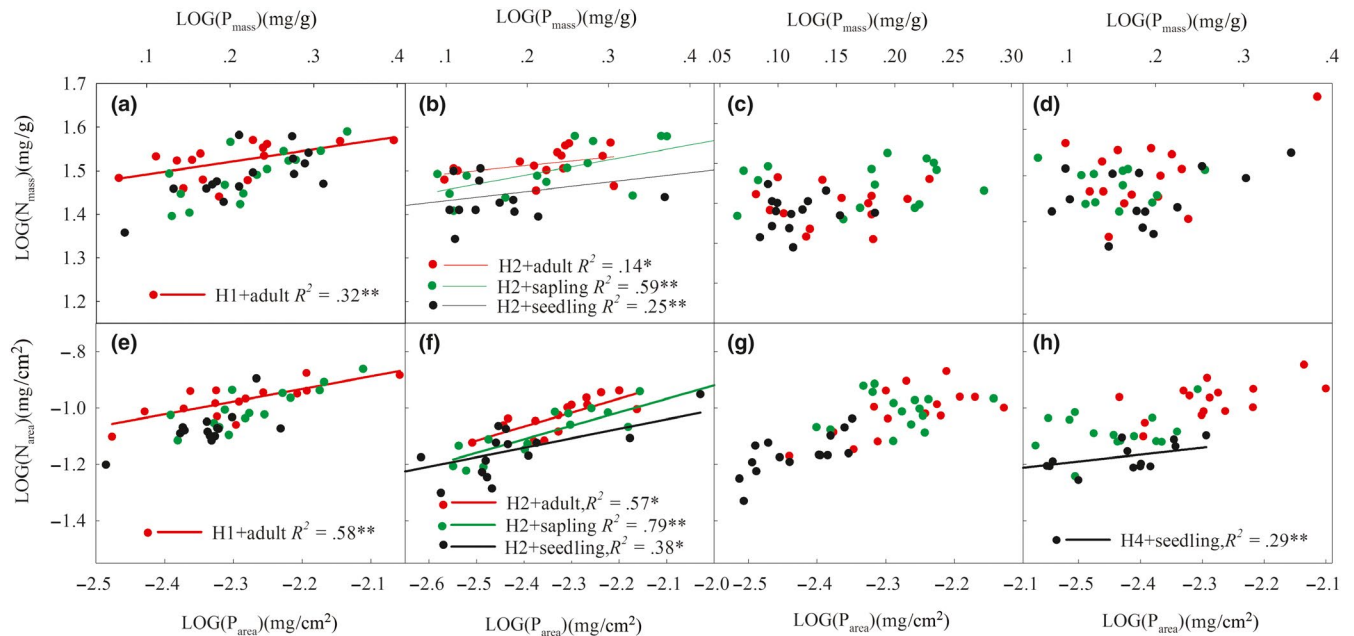 LOG(Pmass)(mg/g) LOG(Pmass)(mg/g) LOG(Pmass)(mg/g) LOG(Pmass)(mg/g)
.1 .2 .3 .4 .1 .2 .3 .4 .05 .10 .15 .20 .25 .30 .1 .2 .3 .4
1.7
1.6
1.5
1.4
1.3
1.2
LOG(Nmass)(mg/g)
(a)
H1+adult R2 = .32**
(b)
H2+adult R2 = .14*
H2+sapling R2 = .59**
H2+seedling R2 = .25**
(c)
(d)
−.8
−1.0
−1.2
−1.4
LOG(Narea)(mg/cm2)
(e)
H1+adult R2 = .58**
(f)
H2+adult,R2 = .57*
H2+sapling R2 = .79**
H2+seedling,R2 = .38*
(g)
(h)
H4+seedling,R2 = .29**
−2.5 −2.4 −2.3 −2.2 −2.1 −2.6 −2.5 −2.4 −2.3 −2.2 −2.1 −2.0 −2.5 −2.4 −2.3 −2.2 −2.1 −2.5 −2.4 −2.3 −2.2 −2.1
LOG(Parea)(mg/cm2) LOG(Parea)(mg/cm2) LOG(Parea)(mg/cm2) LOG(Parea)(mg/cm2)